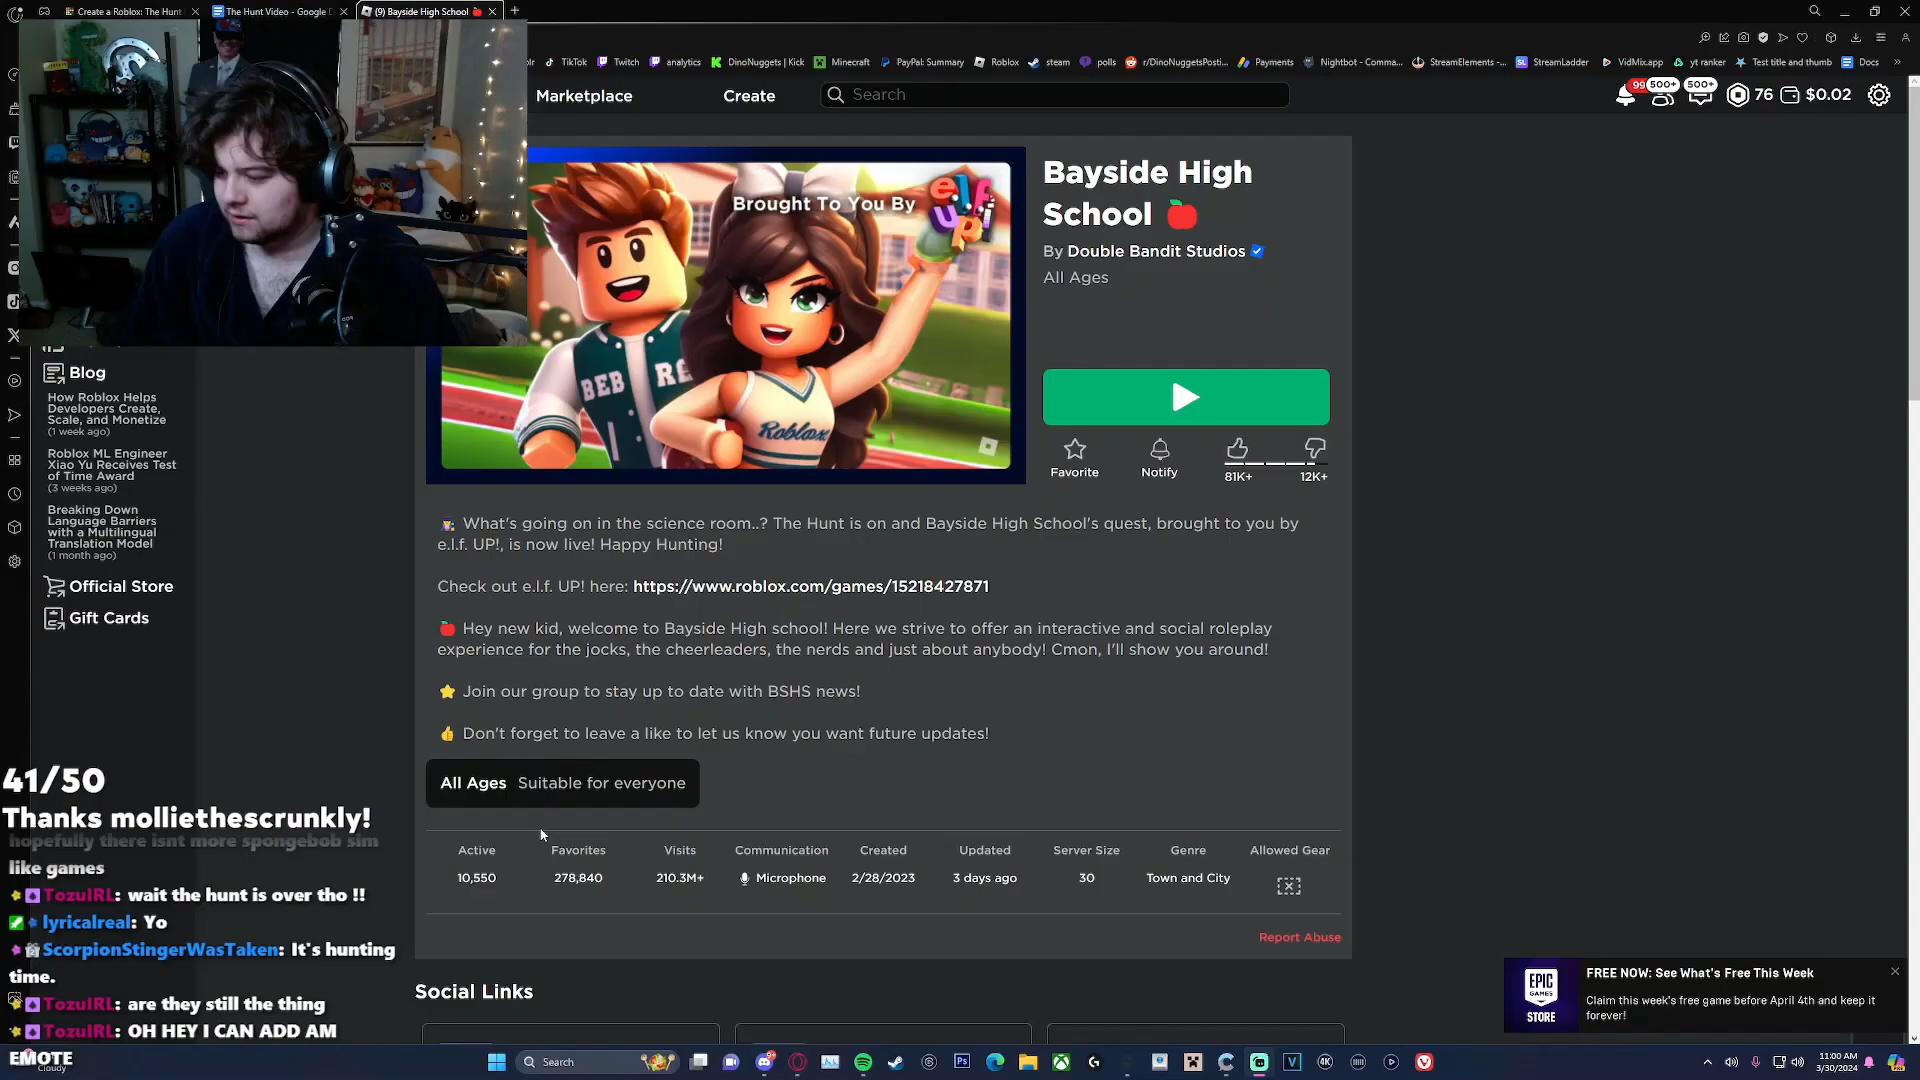 Create a Roblox: The Hunt
The Hunt Video - Google D
(9) Bayside High School
TikTok
Twitch
analytics
DinoNuggets | Kick
Minecraft
PayPal: Summary
Roblox
steam
polls
r/DinoNuggetsPosti...
Payments
Nightbot - Comma...
StreamElements -...
StreamLadder
VidMix.app
yt ranker
Test title and thumb
Docs
Marketplace
Create
Search
99
500+
500+
76
$0.02
Brought To You By
e.l.f. up!
BEB
RE
Roblox
Bayside High
School
By Double Bandit Studios
All Ages
Favorite
Notify
81K+
12K+
Blog
How Roblox Helps
Developers Create,
Scale, and Monetize
(1 week ago)
Roblox ML Engineer
Xiao Yu Receives Test
of Time Award
(3 weeks ago)
Breaking Down
Language Barriers
with a Multilingual
Translation Model
(1 month ago)
Official Store
Gift Cards
What's going on in the science room..? The Hunt is on and Bayside High School's quest, brought to you by
e.l.f. UP!, is now live! Happy Hunting!
Check out e.l.f. UP! here: https://www.roblox.com/games/15218427871
Hey new kid, welcome to Bayside High school! Here we strive to offer an interactive and social roleplay
experience for the jocks, the cheerleaders, the nerds and just about anybody! Cmon, I'll show you around!
Join our group to stay up to date with BSHS news!
Don't forget to leave a like to let us know you want future updates!
All Ages Suitable for everyone
Active
Favorites
Visits
Communication
Created
Updated
Server Size
Genre
Allowed Gear
10,550
278,840
210.3M+
Microphone
2/28/2023
3 days ago
30
Town and City
Report Abuse
Social Links
41/50
Thanks molliethescrunkly!
hopefully there isnt more spongebob sim
like games
TozuIRL: wait the hunt is over tho !!
lyricalreal: Yo
ScorpionStingerWasTaken: It's hunting
time.
TozuIRL: are they still the thing
TozuIRL: OH HEY I CAN ADD AM
EMOTE
Cloudy
EPIC
GAMES
STORE
FREE NOW: See What's Free This Week
Claim this week's free game before April 4th and keep it
forever!
Search
11:00 AM
3/30/2024